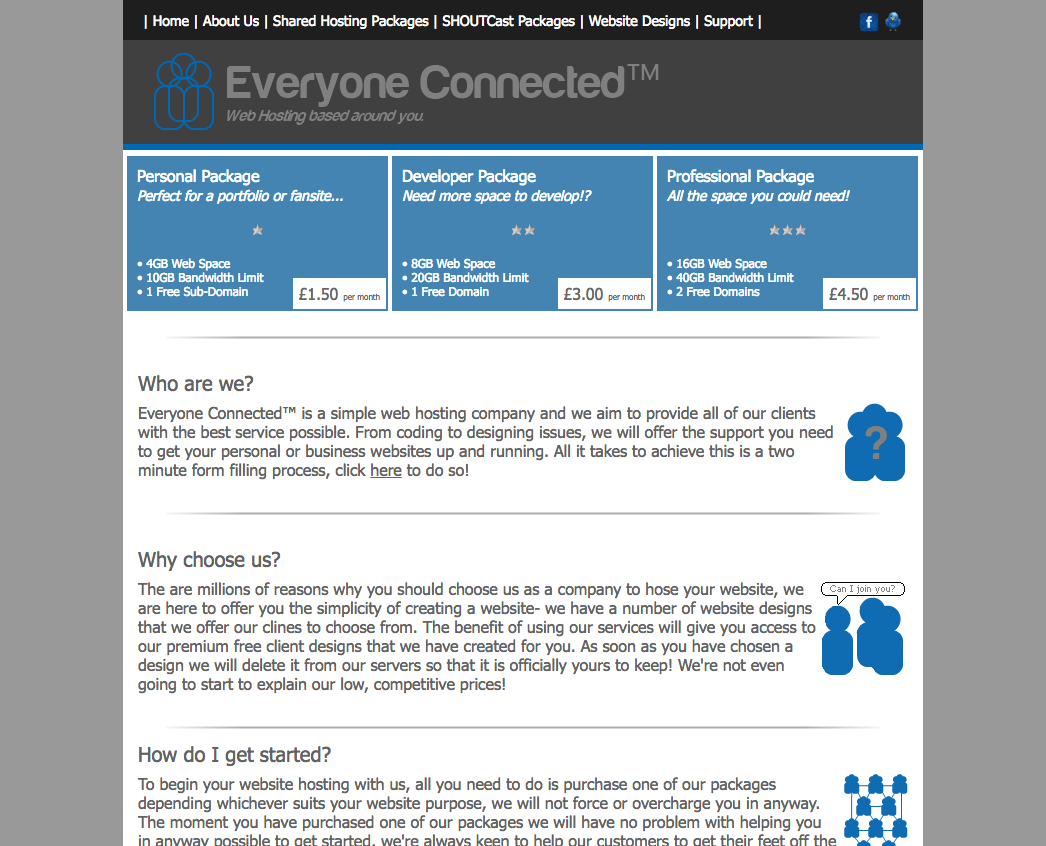 | Home | About Us | Shared Hosting Packages | SHOUTCast Packages | Website Designs | Support |
f
Everyone Connected™
Web Hosting based around you.
Personal Package
Perfect for a portfolio or fansite...
• 4GB Web Space
• 10GB Bandwidth Limit
• 1 Free Sub-Domain
£1.50 per month
Developer Package
Need more space to develop!?
• 8GB Web Space
• 20GB Bandwidth Limit
• 1 Free Domain
£3.00 per month
Professional Package
All the space you could need!
• 16GB Web Space
• 40GB Bandwidth Limit
• 2 Free Domains
£4.50 per month
Who are we?
Everyone Connected™ is a simple web hosting company and we aim to provide all of our clients
with the best service possible. From coding to designing issues, we will offer the support you need
to get your personal or business websites up and running. All it takes to achieve this is a two
minute form filling process, click here to do so!
?
Why choose us?
The are millions of reasons why you should choose us as a company to hose your website, we
are here to offer you the simplicity of creating a website- we have a number of website designs
that we offer our clines to choose from. The benefit of using our services will give you access to
our premium free client designs that we have created for you. As soon as you have chosen a
design we will delete it from our servers so that it is officially yours to keep! We're not even
going to start to explain our low, competitive prices!
Can I join you?
How do I get started?
To begin your website hosting with us, all you need to do is purchase one of our packages
depending whichever suits your website purpose, we will not force or overcharge you in anyway.
The moment you have purchased one of our packages we will have no problem with helping you
in anyway possible to get started, we're always keen to help our customers to get their feet off the